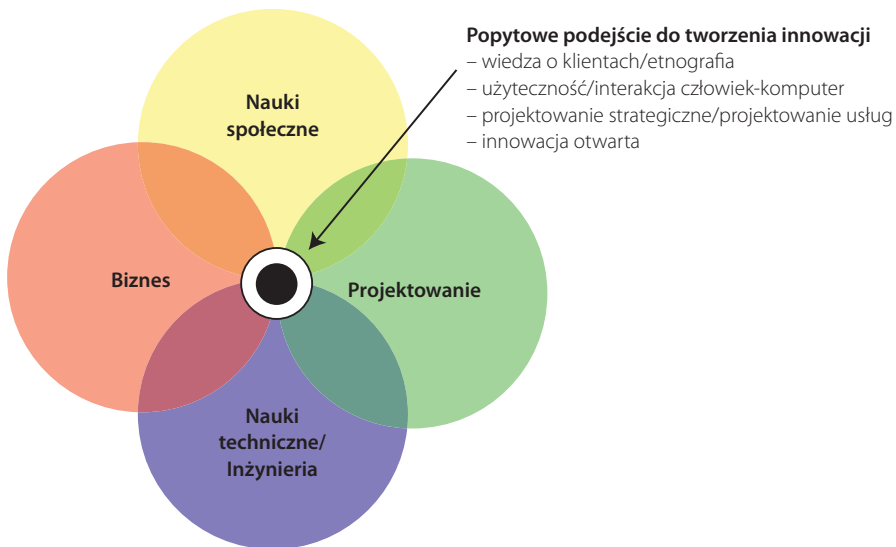 Popytowe podejście do tworzenia innowacji
– wiedza o klientach/etnografia
– użyteczność/interakcja człowiek-komputer
– projektowanie strategiczne/projektowanie usług
– innowacja otwarta
Nauki
społeczne
Biznes
Projektowanie
Nauki
techniczne/
Inżynieria